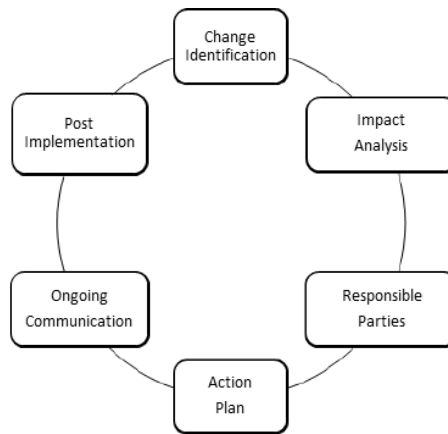 Change
Identification
Impact
Analysis
Responsible
Parties
Action
Plan
Ongoing
Communication
Post
Implementation